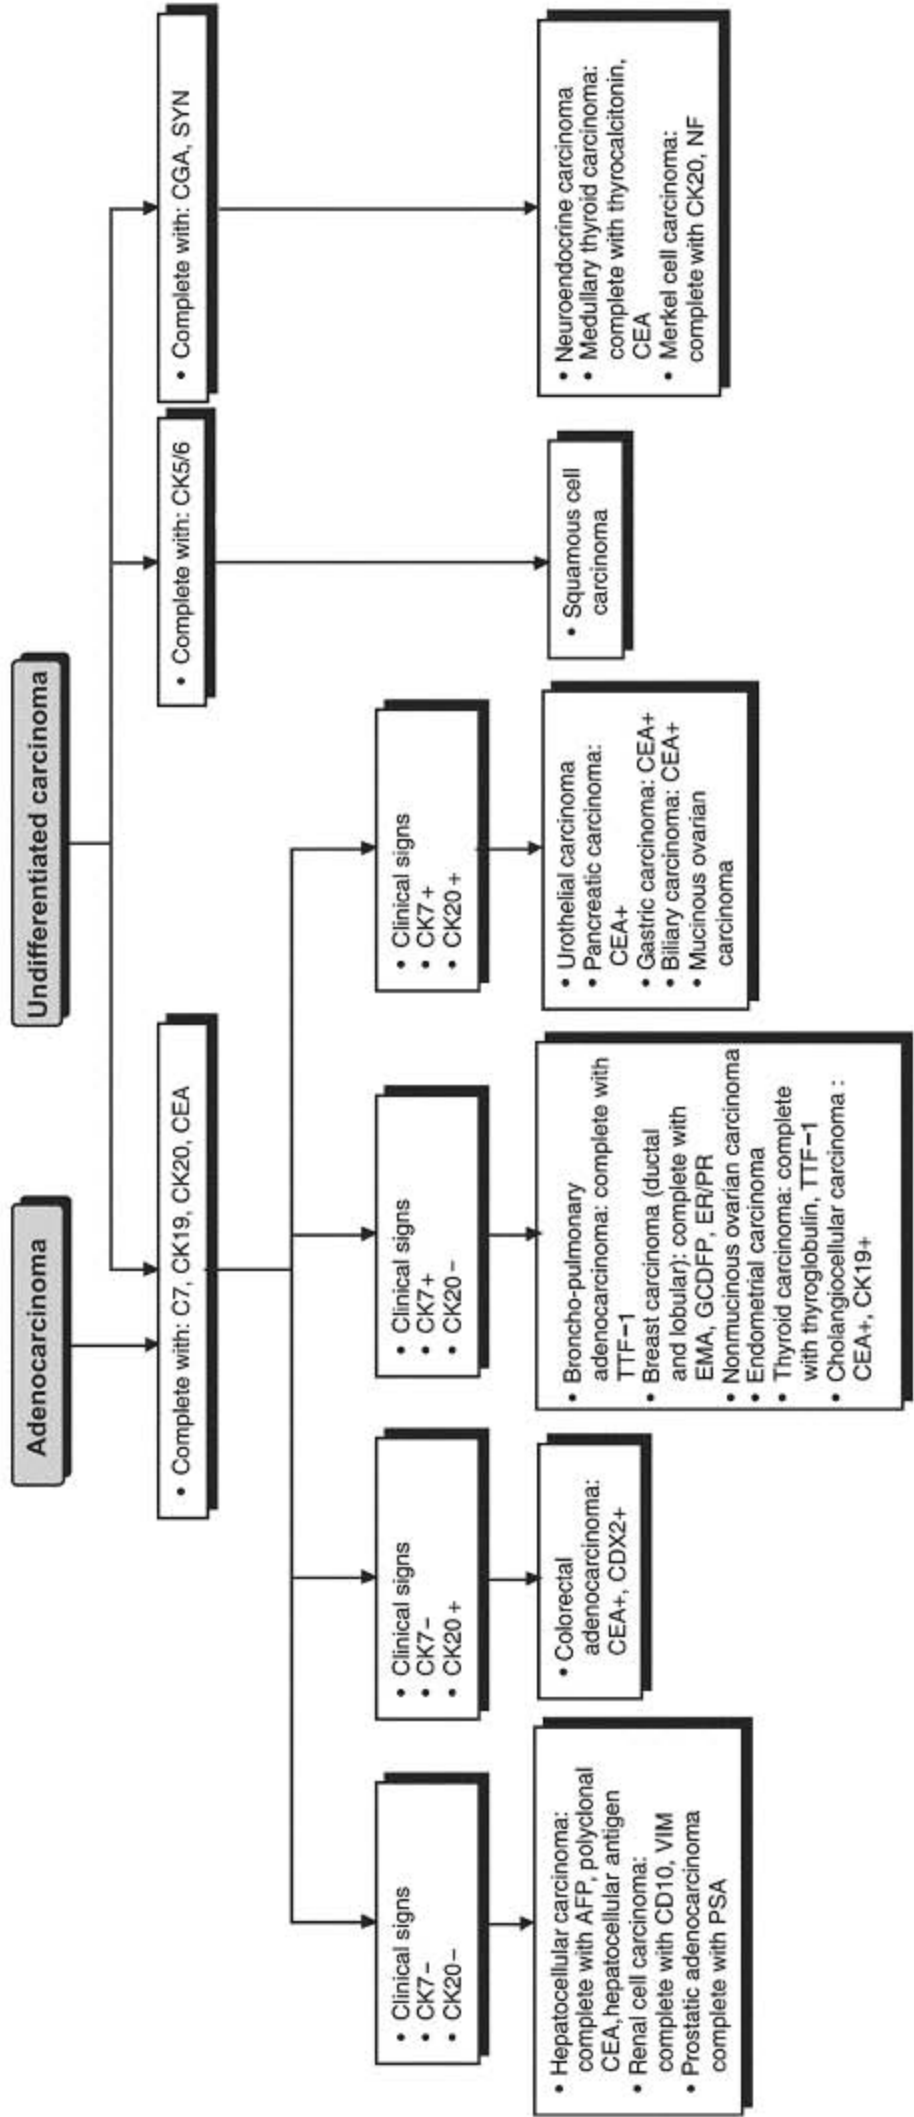 Adenocarcinoma
Undifferentiated carcinoma
• Complete with: C7, CK19, CK20, CEA
• Complete with: CK5/6
• Complete with: CGA, SYN
• Clinical signs
• CK7−
• CK20−
• Clinical signs
• CK7−
• CK20+
• Clinical signs
• CK7+
• CK20−
• Clinical signs
• CK7+
• CK20+
• Hepatocellular carcinoma:
complete with AFP, polyclonal
CEA,hepatocellular antigen
• Renal cell carcinoma:
complete with CD10, VIM
• Prostatic adenocarcinoma
complete with PSA
• Colorectal
adenocarcinoma:
CEA+, CDX2+
• Broncho-pulmonary
adenocarcinoma: complete with
TTF−1
• Breast carcinoma (ductal
and lobular): complete with
EMA, GCDFP, ER/PR
• Nonmucinous ovarian carcinoma
• Endometrial carcinoma
• Thyroid carcinoma: complete
with thyroglobulin, TTF−1
• Cholangiocellular carcinoma :
CEA+, CK19+
• Urothelial carcinoma
• Pancreatic carcinoma:
CEA+
• Gastric carcinoma: CEA+
• Biliary carcinoma: CEA+
• Mucinous ovarian
carcinoma
• Squamous cell
carcinoma
• Neuroendocrine carcinoma
• Medullary thyroid carcinoma:
complete with thyrocalcitonin,
CEA
• Merkel cell carcinoma:
complete with CK20, NF